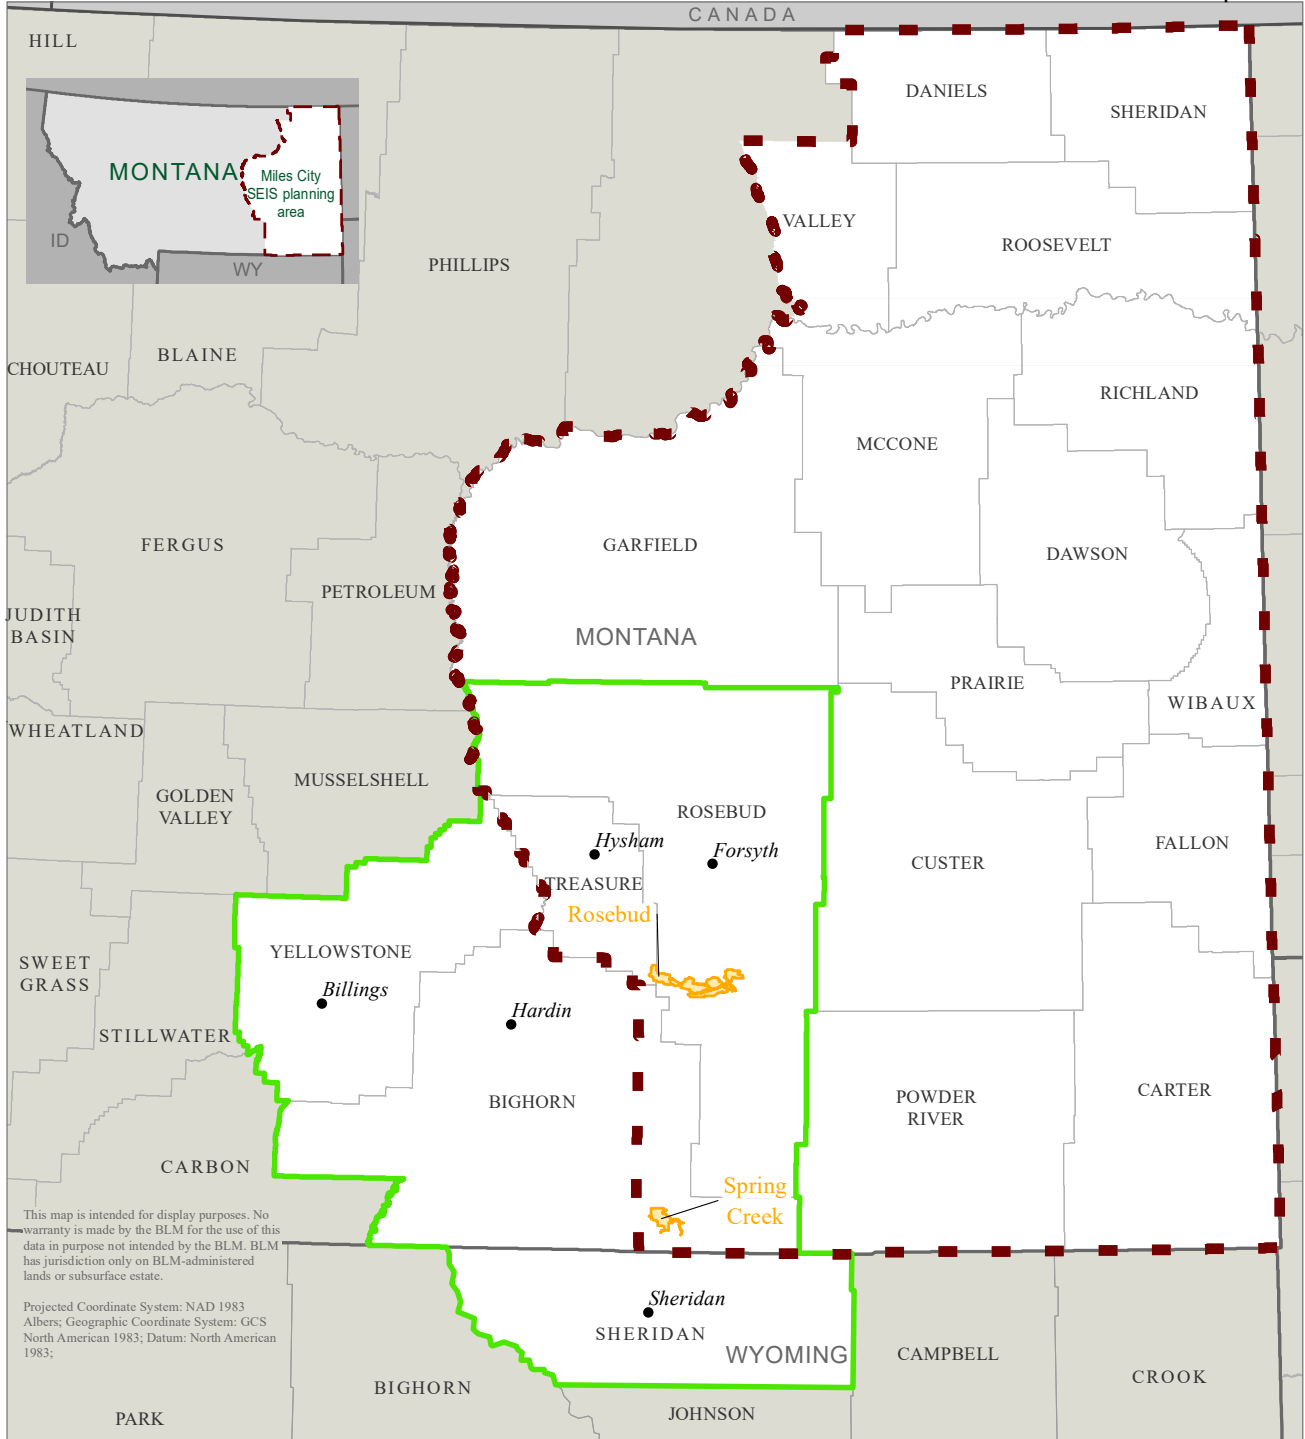 CANADA
HILL
DANIELS
SHERIDAN
MONTANA
Miles City
SEIS planning
area
ID
WY
VALLEY
ROOSEVELT
PHILLIPS
BLAINE
CHOUTEAU
RICHLAND
MCCONE
FERGUS
GARFIELD
DAWSON
PETROLEUM
JUDITH
BASIN
MONTANA
PRAIRIE
WIBAUX
WHEATLAND
MUSSELSHELL
GOLDEN
VALLEY
ROSEBUD
Hysham
Forsyth
FALLON
CUSTER
TREASURE
Rosebud
YELLOWSTONE
SWEET
GRASS
Billings
Hardin
STILLWATER
BIGHORN
POWDER
RIVER
CARTER
CARBON
Spring
Creek
This map is intended for display purposes. No
warranty is made by the BLM for the use of this
data in purpose not intended by the BLM. BLM
has jurisdiction only on BLM-administered
lands or subsurface estate.
Projected Coordinate System: NAD 1983
Albers; Geographic Coordinate System: GCS
North American 1983; Datum: North American
1983;
Sheridan
SHERIDAN
WYOMING
CAMPBELL
CROOK
BIGHORN
JOHNSON
PARK